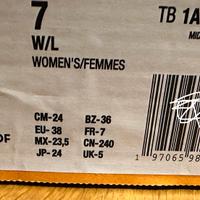 7
TB 1A
W/L
WOMEN'S/FEMMES
CM-24 BZ-36
EU-38 FR-7
MX-23,5 CN-240
JP-24 UK-5
1 97065 98